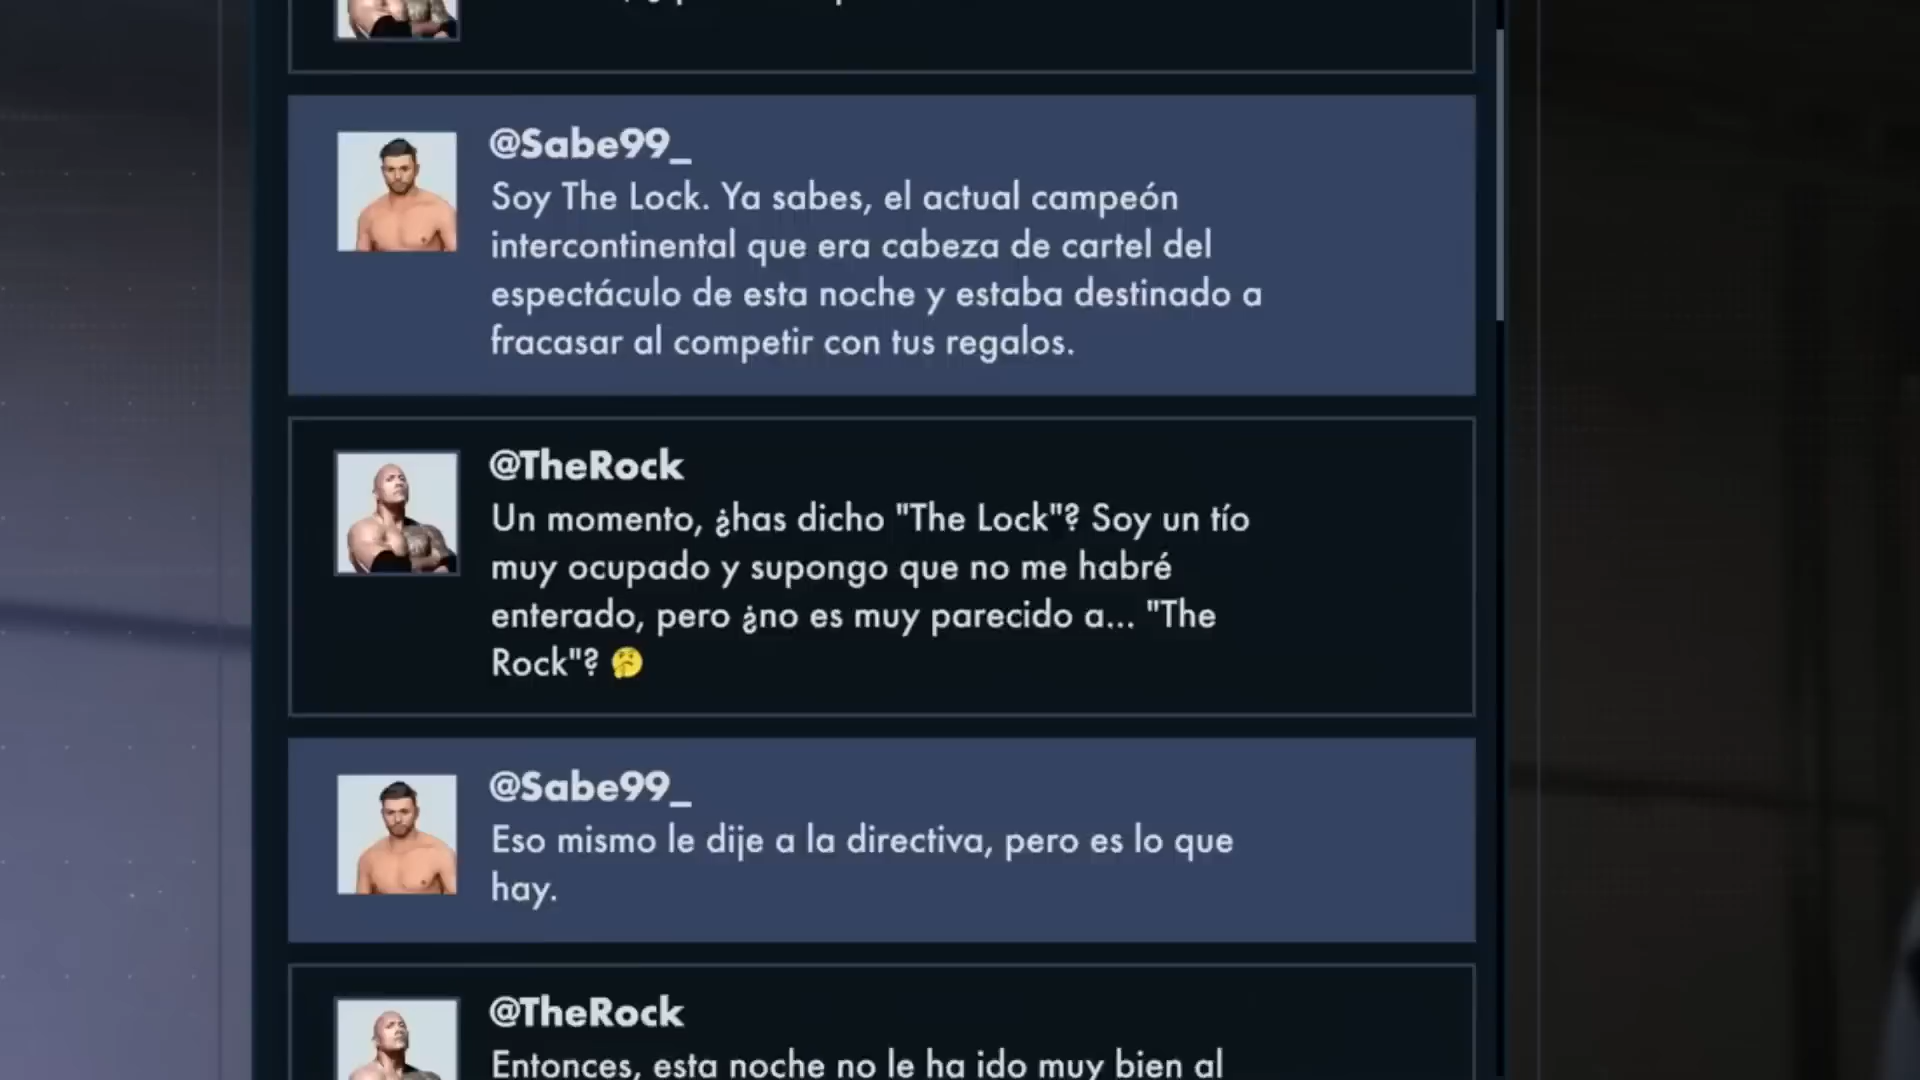 @Sabe99_
Soy The Lock. Ya sabes, el actual campeón
intercontinental que era cabeza de cartel del
espectáculo de esta noche y estaba destinado a
fracasar al competir con tus regalos.
@TheRock
Un momento, ¿has dicho "The Lock"? Soy un tío
muy ocupado y supongo que no me habré
enterado, pero ¿no es muy parecido a... "The
Rock"? 🤔
@Sabe99_
Eso mismo le dije a la directiva, pero es lo que
hay.
@TheRock
Entonces, esta noche no le ha ido muy bien al